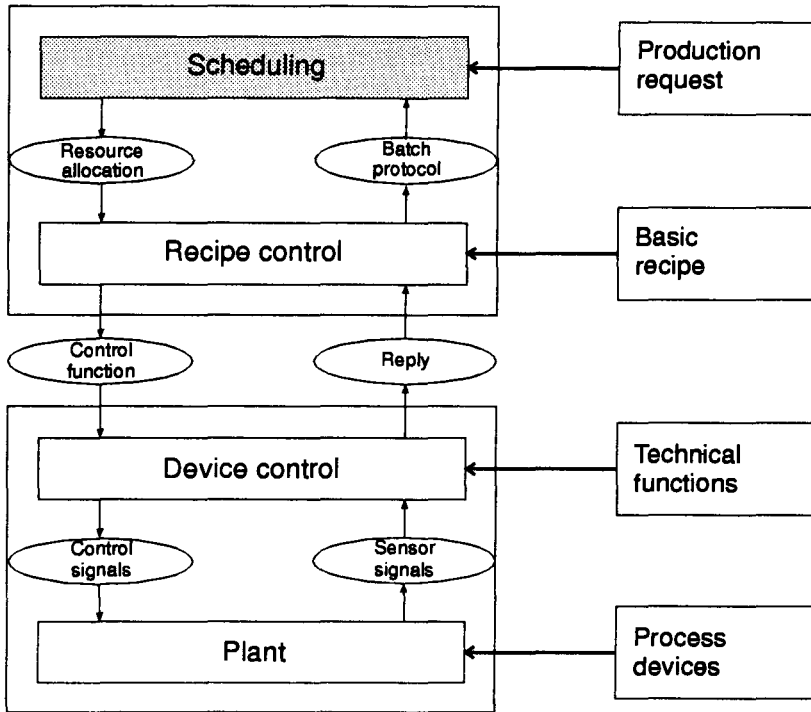 Scheduling
Production
request
Resource
allocation
Batch
protocol
Recipe control
Basic
recipe
Control
function
Reply
Device control
Technical
functions
Control
signals
Sensor
signals
Plant
Process
devices